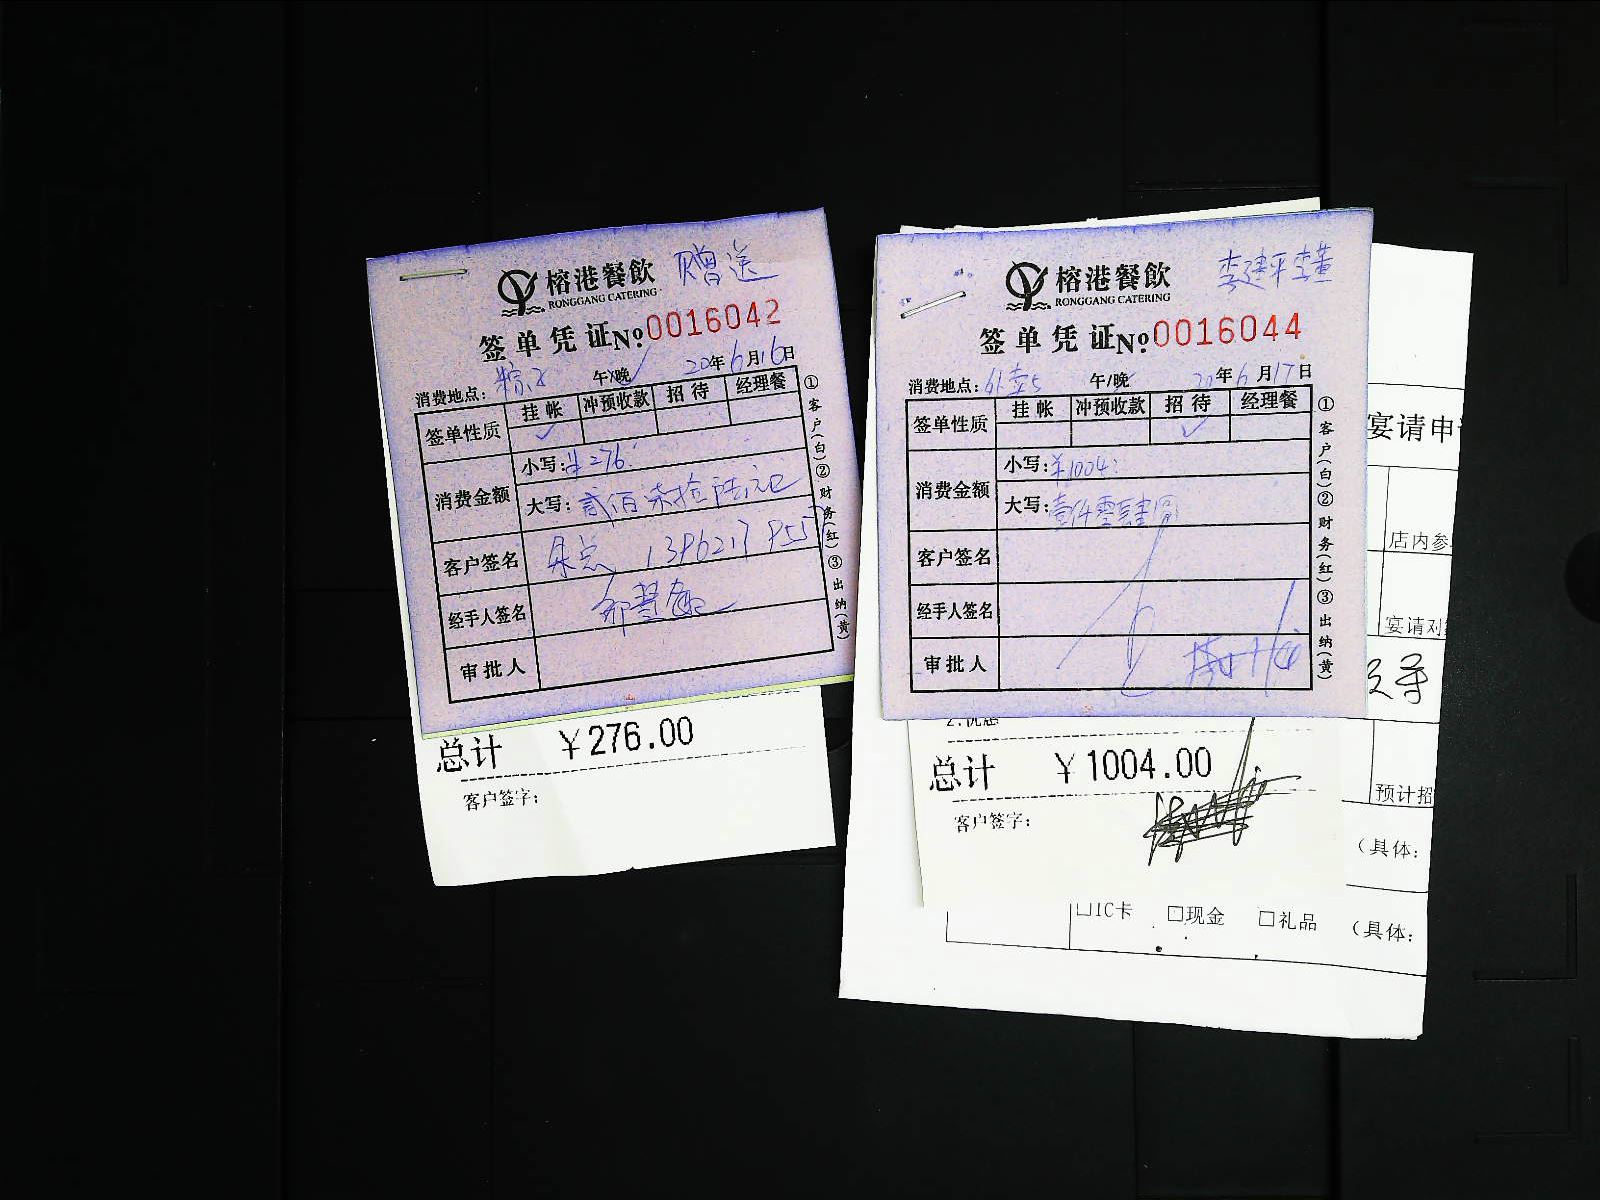 榕港餐飲 赠送
RONGGANG CATERING
签单凭证 №0016042
消费地点：粽子 午/晚 20年6月16日
签单性质 挂帐 冲预收款 招待 经理餐
消费金额 小写：¥276.
大写：贰佰柒拾陆元
客户签名 朱总
经手人签名
审批人
①客户(白)②财务(红)③出纳(黄)
总计 ¥276.00
客户签字：
榕港餐飲 李建平李董
RONGGANG CATERING
签单凭证 №0016044
消费地点：外卖5 午/晚 20年6月17日
签单性质 挂帐 冲预收款 招待 经理餐
消费金额 小写：¥1004.
大写：壹仟零肆圆
客户签名
经手人签名
审批人
①客户(白)②财务(红)③出纳(黄)
总计 ¥1004.00
客户签字：
宴请申
店内参
宴请对
预计招
（具体：
□IC卡 □现金 □礼品 （具体：